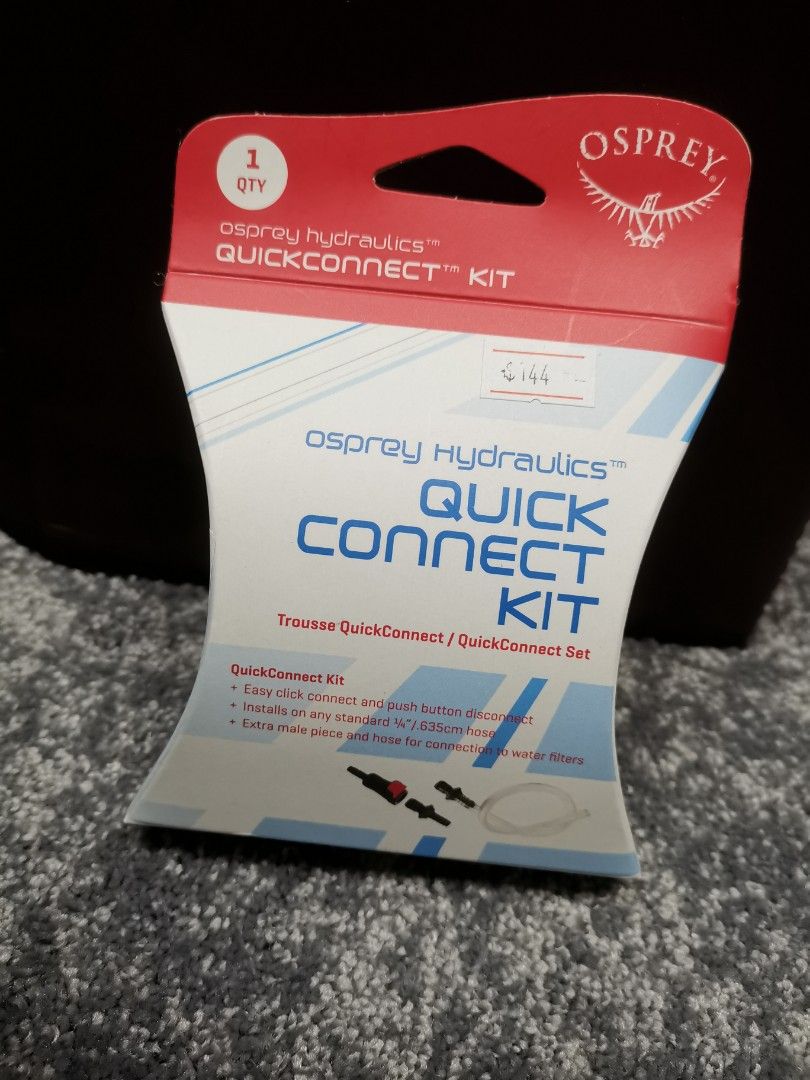 1
QTY
OSPREY®
osprey hydraulics™
QUICKCONNECT™ KIT
$144
osprey Hydraulics™
QUICK
CONNECT
KIT
Trousse QuickConnect / QuickConnect Set
QuickConnect Kit
+ Easy click connect and push button disconnect
+ Installs on any standard ¼"/.635cm hose
+ Extra male piece and hose for connection to water filters